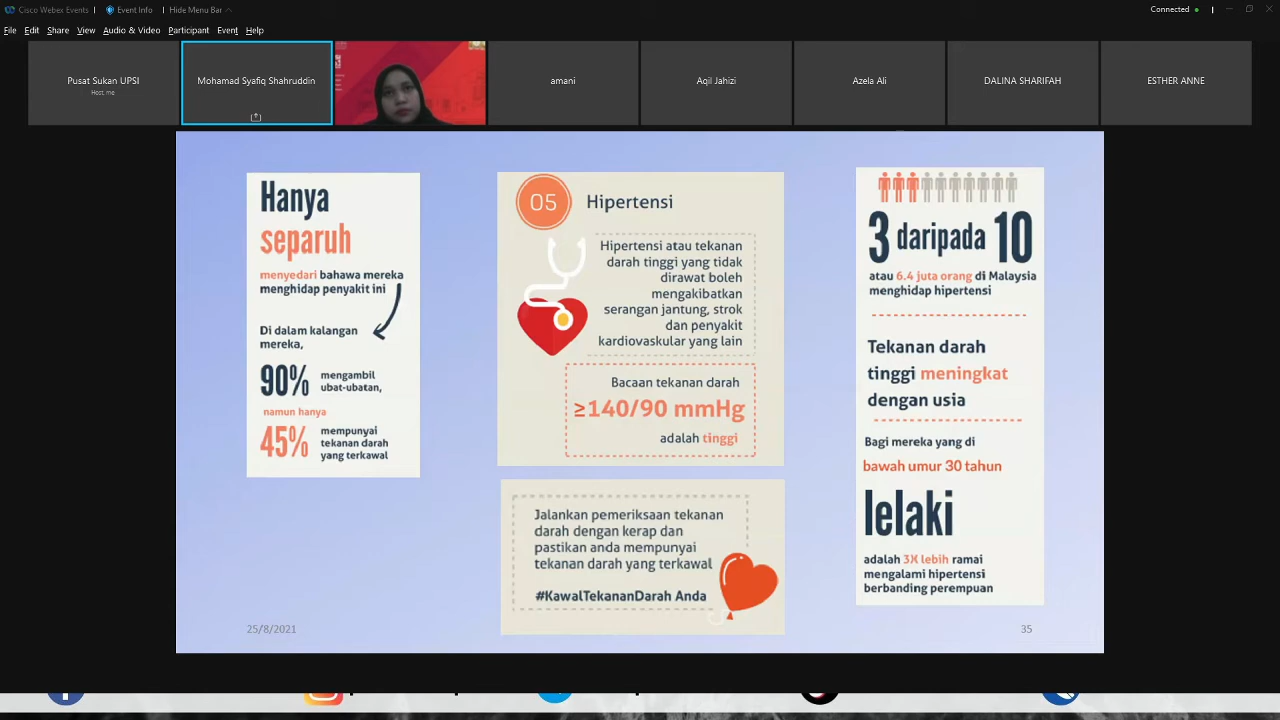 Cisco Webex Events
Event Info
Hide Menu Bar
Connected
File Edit Share View Audio & Video Participant Event Help
Pusat Sukan UPSI
Host, me
Mohamad Syafiq Shahruddin
amani
Aqil Jahizi
Azela Ali
DALINA SHARIFAH
ESTHER ANNE
Hanya
separuh
menyedari bahawa mereka
menghidap penyakit ini
Di dalam kalangan
mereka,
90% mengambil
ubat-ubatan,
namun hanya
45% mempunyai
tekanan darah
yang terkawal
05 Hipertensi
Hipertensi atau tekanan
darah tinggi yang tidak
dirawat boleh
mengakibatkan
serangan jantung, strok
dan penyakit
kardiovaskular yang lain
Bacaan tekanan darah
≥140/90 mmHg
adalah tinggi
Jalankan pemeriksaan tekanan
darah dengan kerap dan
pastikan anda mempunyai
tekanan darah yang terkawal
#KawalTekananDarah Anda
3 daripada 10
atau 6.4 juta orang di Malaysia
menghidap hipertensi
Tekanan darah
tinggi meningkat
dengan usia
Bagi mereka yang di
bawah umur 30 tahun
lelaki
adalah 3X lebih ramai
mengalami hipertensi
berbanding perempuan
25/8/2021
35